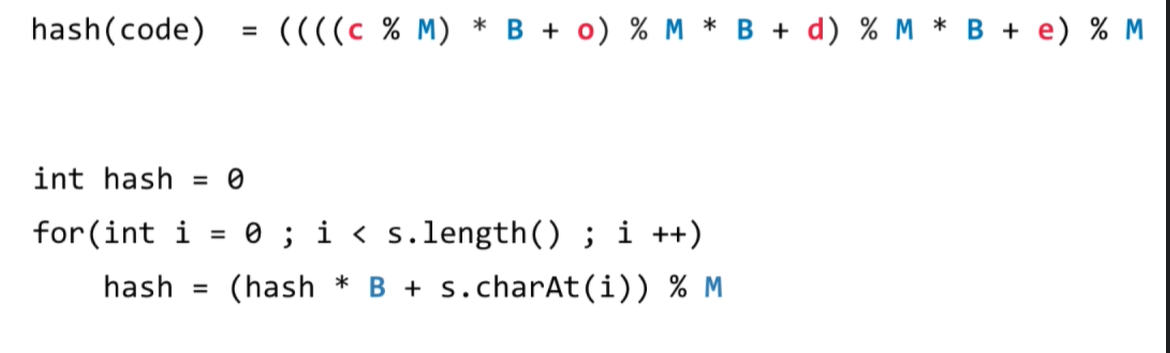 hash(code) = ((((c % M) * B + o) % M * B + d) % M * B + e) % M
int hash = 0
for(int i = 0 ; i < s.length() ; i ++)
hash = (hash * B + s.charAt(i)) % M